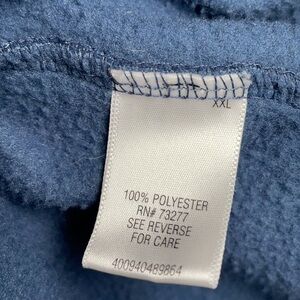 XXL
100% POLYESTER
RN# 73277
SEE REVERSE
FOR CARE
400940489864